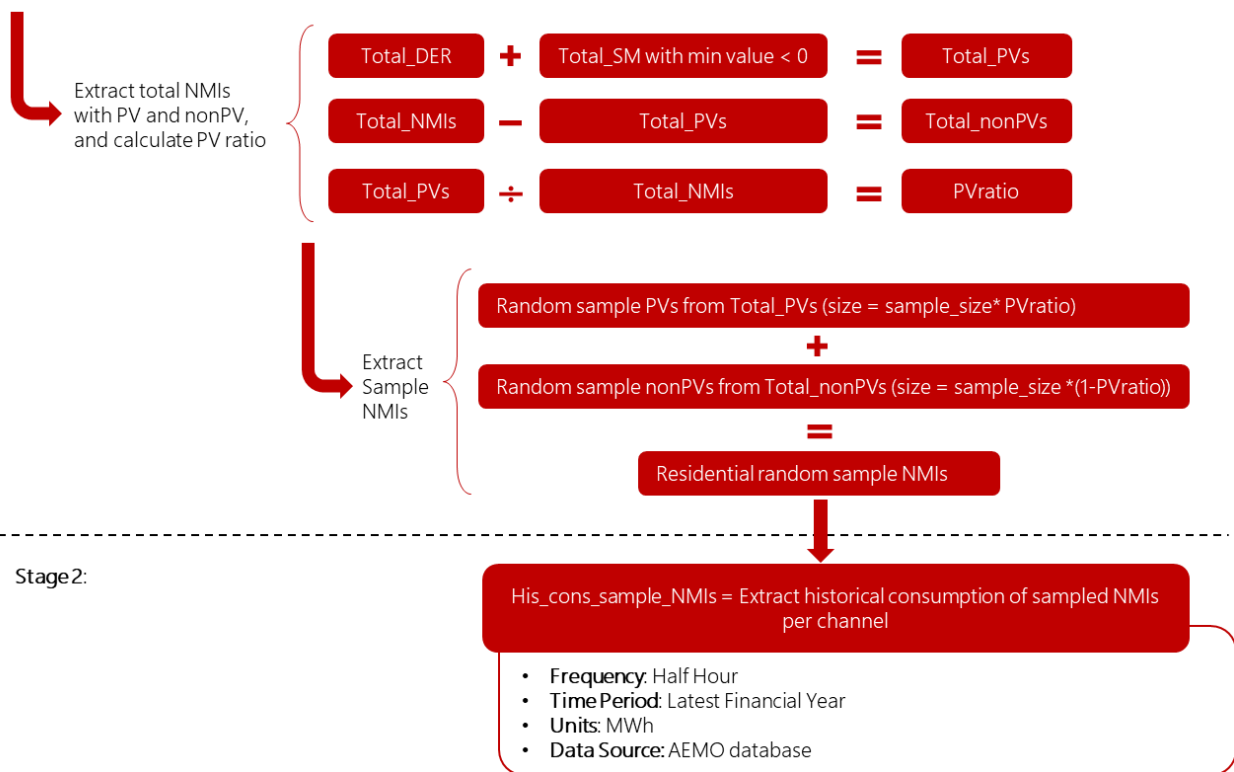 Total_DER + Total_SM with min value < 0 = Total_PVs
Extract total NMIs
with PV and nonPV,
and calculate PV ratio
Total_NMIs − Total_PVs = Total_nonPVs
Total_PVs ÷ Total_NMIs = PVratio
Random sample PVs from Total_PVs (size = sample_size* PVratio)
+
Extract
Sample
NMIs
Random sample nonPVs from Total_nonPVs (size = sample_size *(1-PVratio))
=
Residential random sample NMIs
Stage 2:
His_cons_sample_NMIs = Extract historical consumption of sampled NMIs
per channel
• Frequency: Half Hour
• Time Period: Latest Financial Year
• Units: MWh
• Data Source: AEMO database